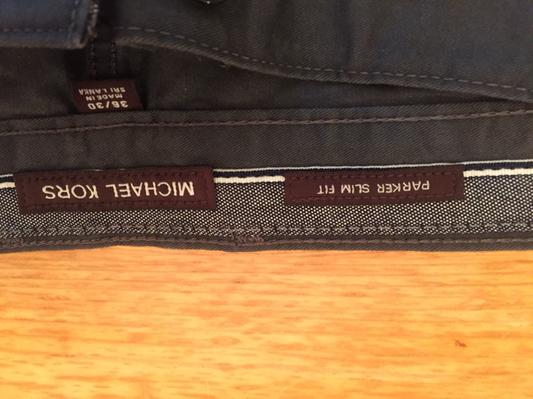 MICHAEL KORS
PARKER SLIM FIT
36/30
MADE IN
SRI LANKA